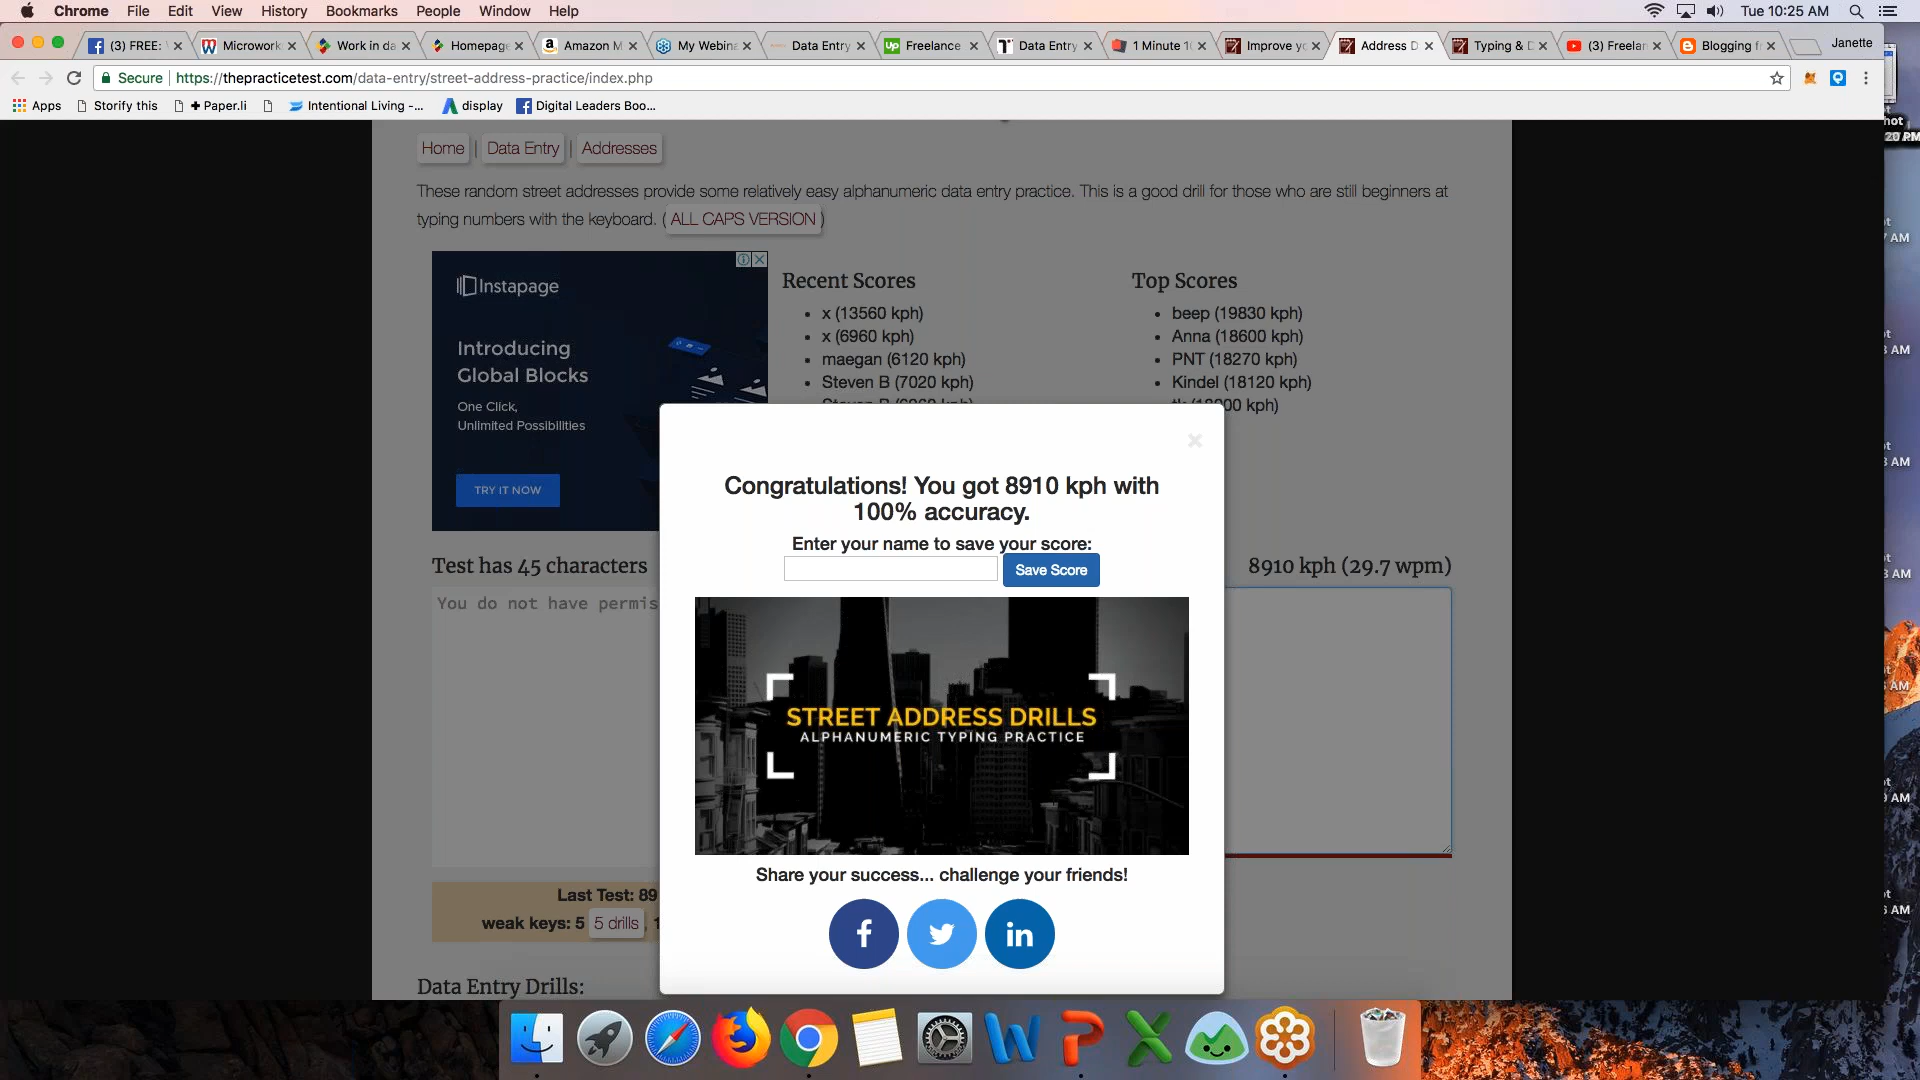 Chrome File Edit View History Bookmarks People Window Help Tue 10:25 AM
(3) FREE: Microwork Work in da Homepage Amazon M My Webina Data Entry Freelance Data Entry 1 Minute 1 Improve yo Address D Typing & D (3) Freelan Blogging f Janette
Secure https://thepracticetest.com/data-entry/street-address-practice/index.php
Apps Storify this + Paper.li Intentional Living -... display Digital Leaders Boo...
Home | Data Entry | Addresses
These random street addresses provide some relatively easy alphanumeric data entry practice. This is a good drill for those who are still beginners at
typing numbers with the keyboard. ( ALL CAPS VERSION )
Instapage
Introducing
Global Blocks
One Click,
Unlimited Possibilities
TRY IT NOW
Recent Scores
x (13560 kph)
x (6960 kph)
maegan (6120 kph)
Steven B (7020 kph)
Top Scores
beep (19830 kph)
Anna (18600 kph)
PNT (18270 kph)
Kindel (18120 kph)
00 kph)
×
Congratulations! You got 8910 kph with
100% accuracy.
Enter your name to save your score:
Save Score
STREET ADDRESS DRILLS
ALPHANUMERIC TYPING PRACTICE
Share your success... challenge your friends!
Test has 45 characters
8910 kph (29.7 wpm)
You do not have permis
Last Test: 89
weak keys: 5 5 drills , 1
Data Entry Drills: